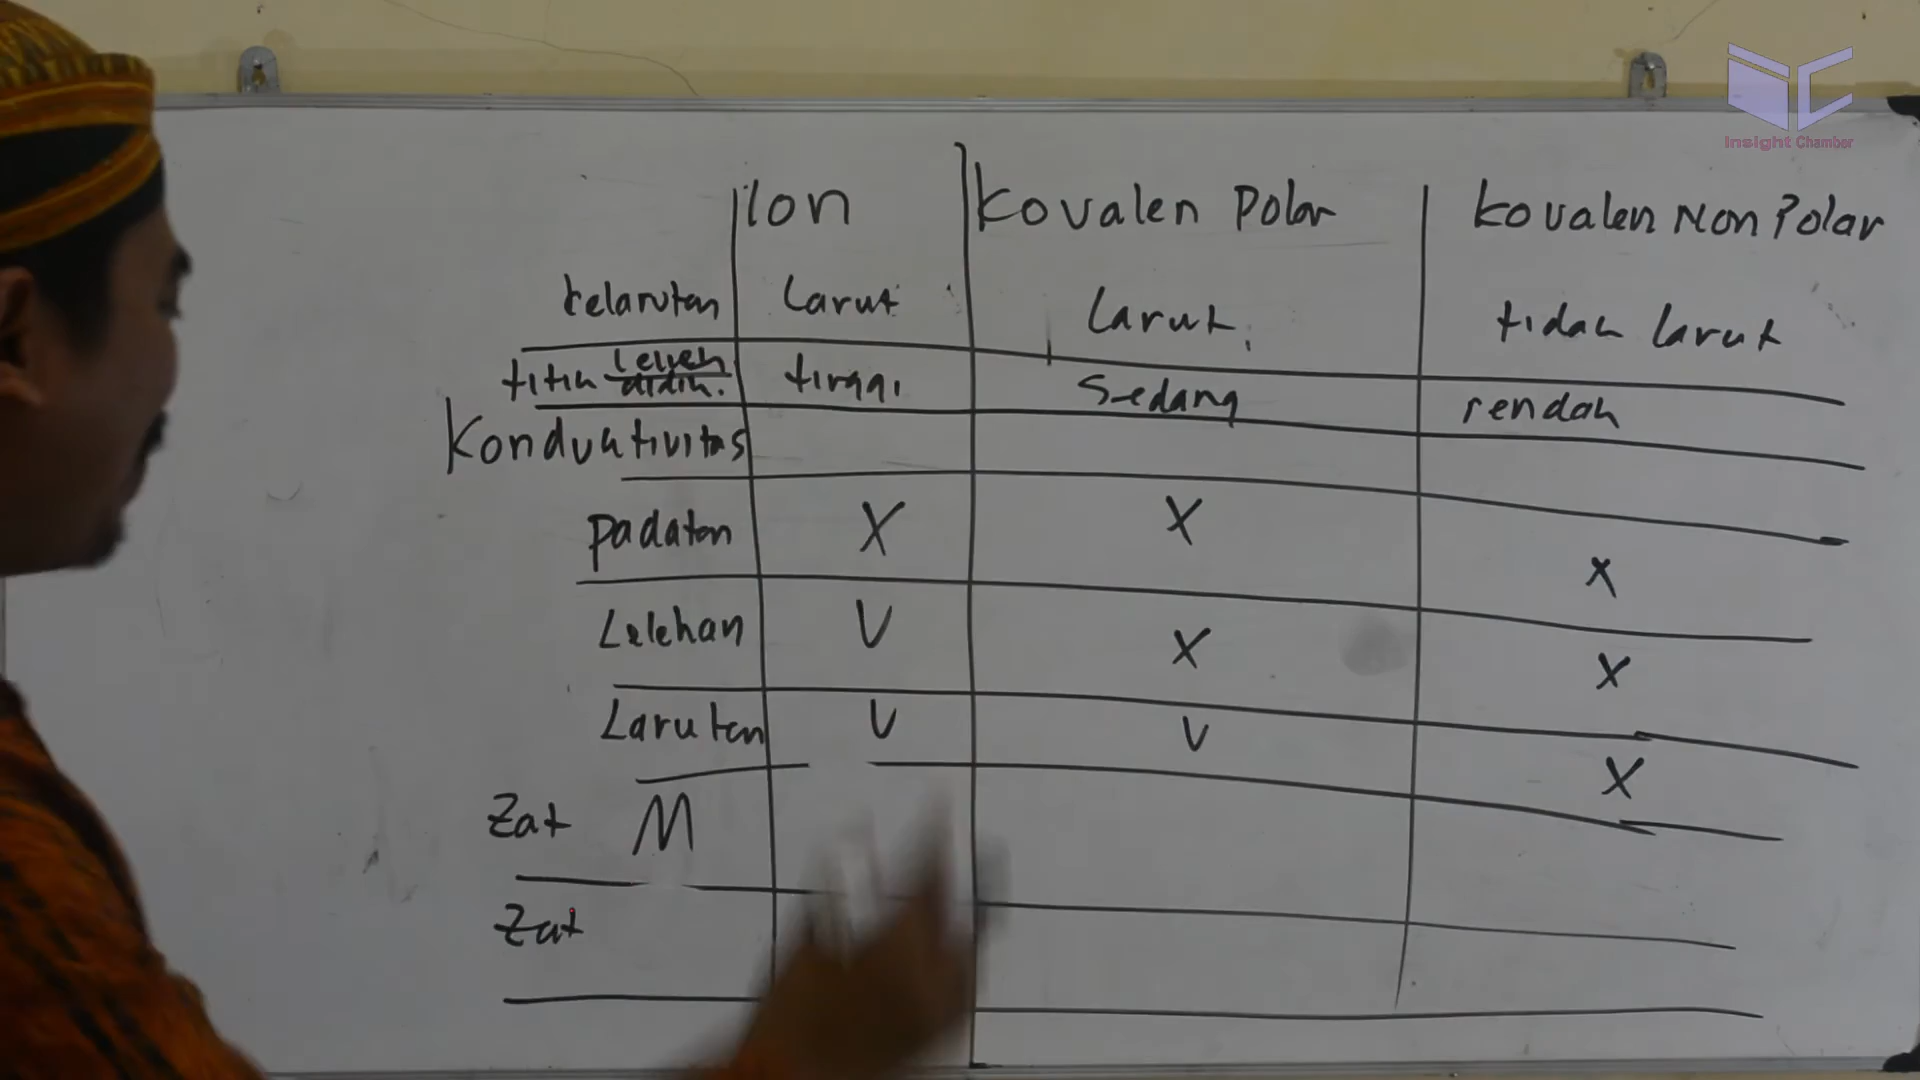 Insight Chamber
Ion Kovalen Polar Kovalen Non Polar
kelarutan Larut Larut tidak larut
titik leleh tinggi Sedang rendah
didih
Konduktivitas
padatan X X X
Lelehan V X X
Larutan V V X
Zat M
Zat